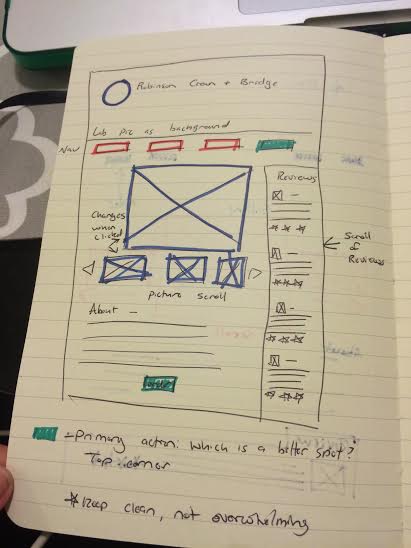 Robinson Crown + Bridge
Lab pic as background
Nav
Reviews
Changes
when
clicked
Scroll
of
Reviews
picture scroll
About -
- Primary action: which is a better spot?
Top corner
* Keep clean, not overwhelming